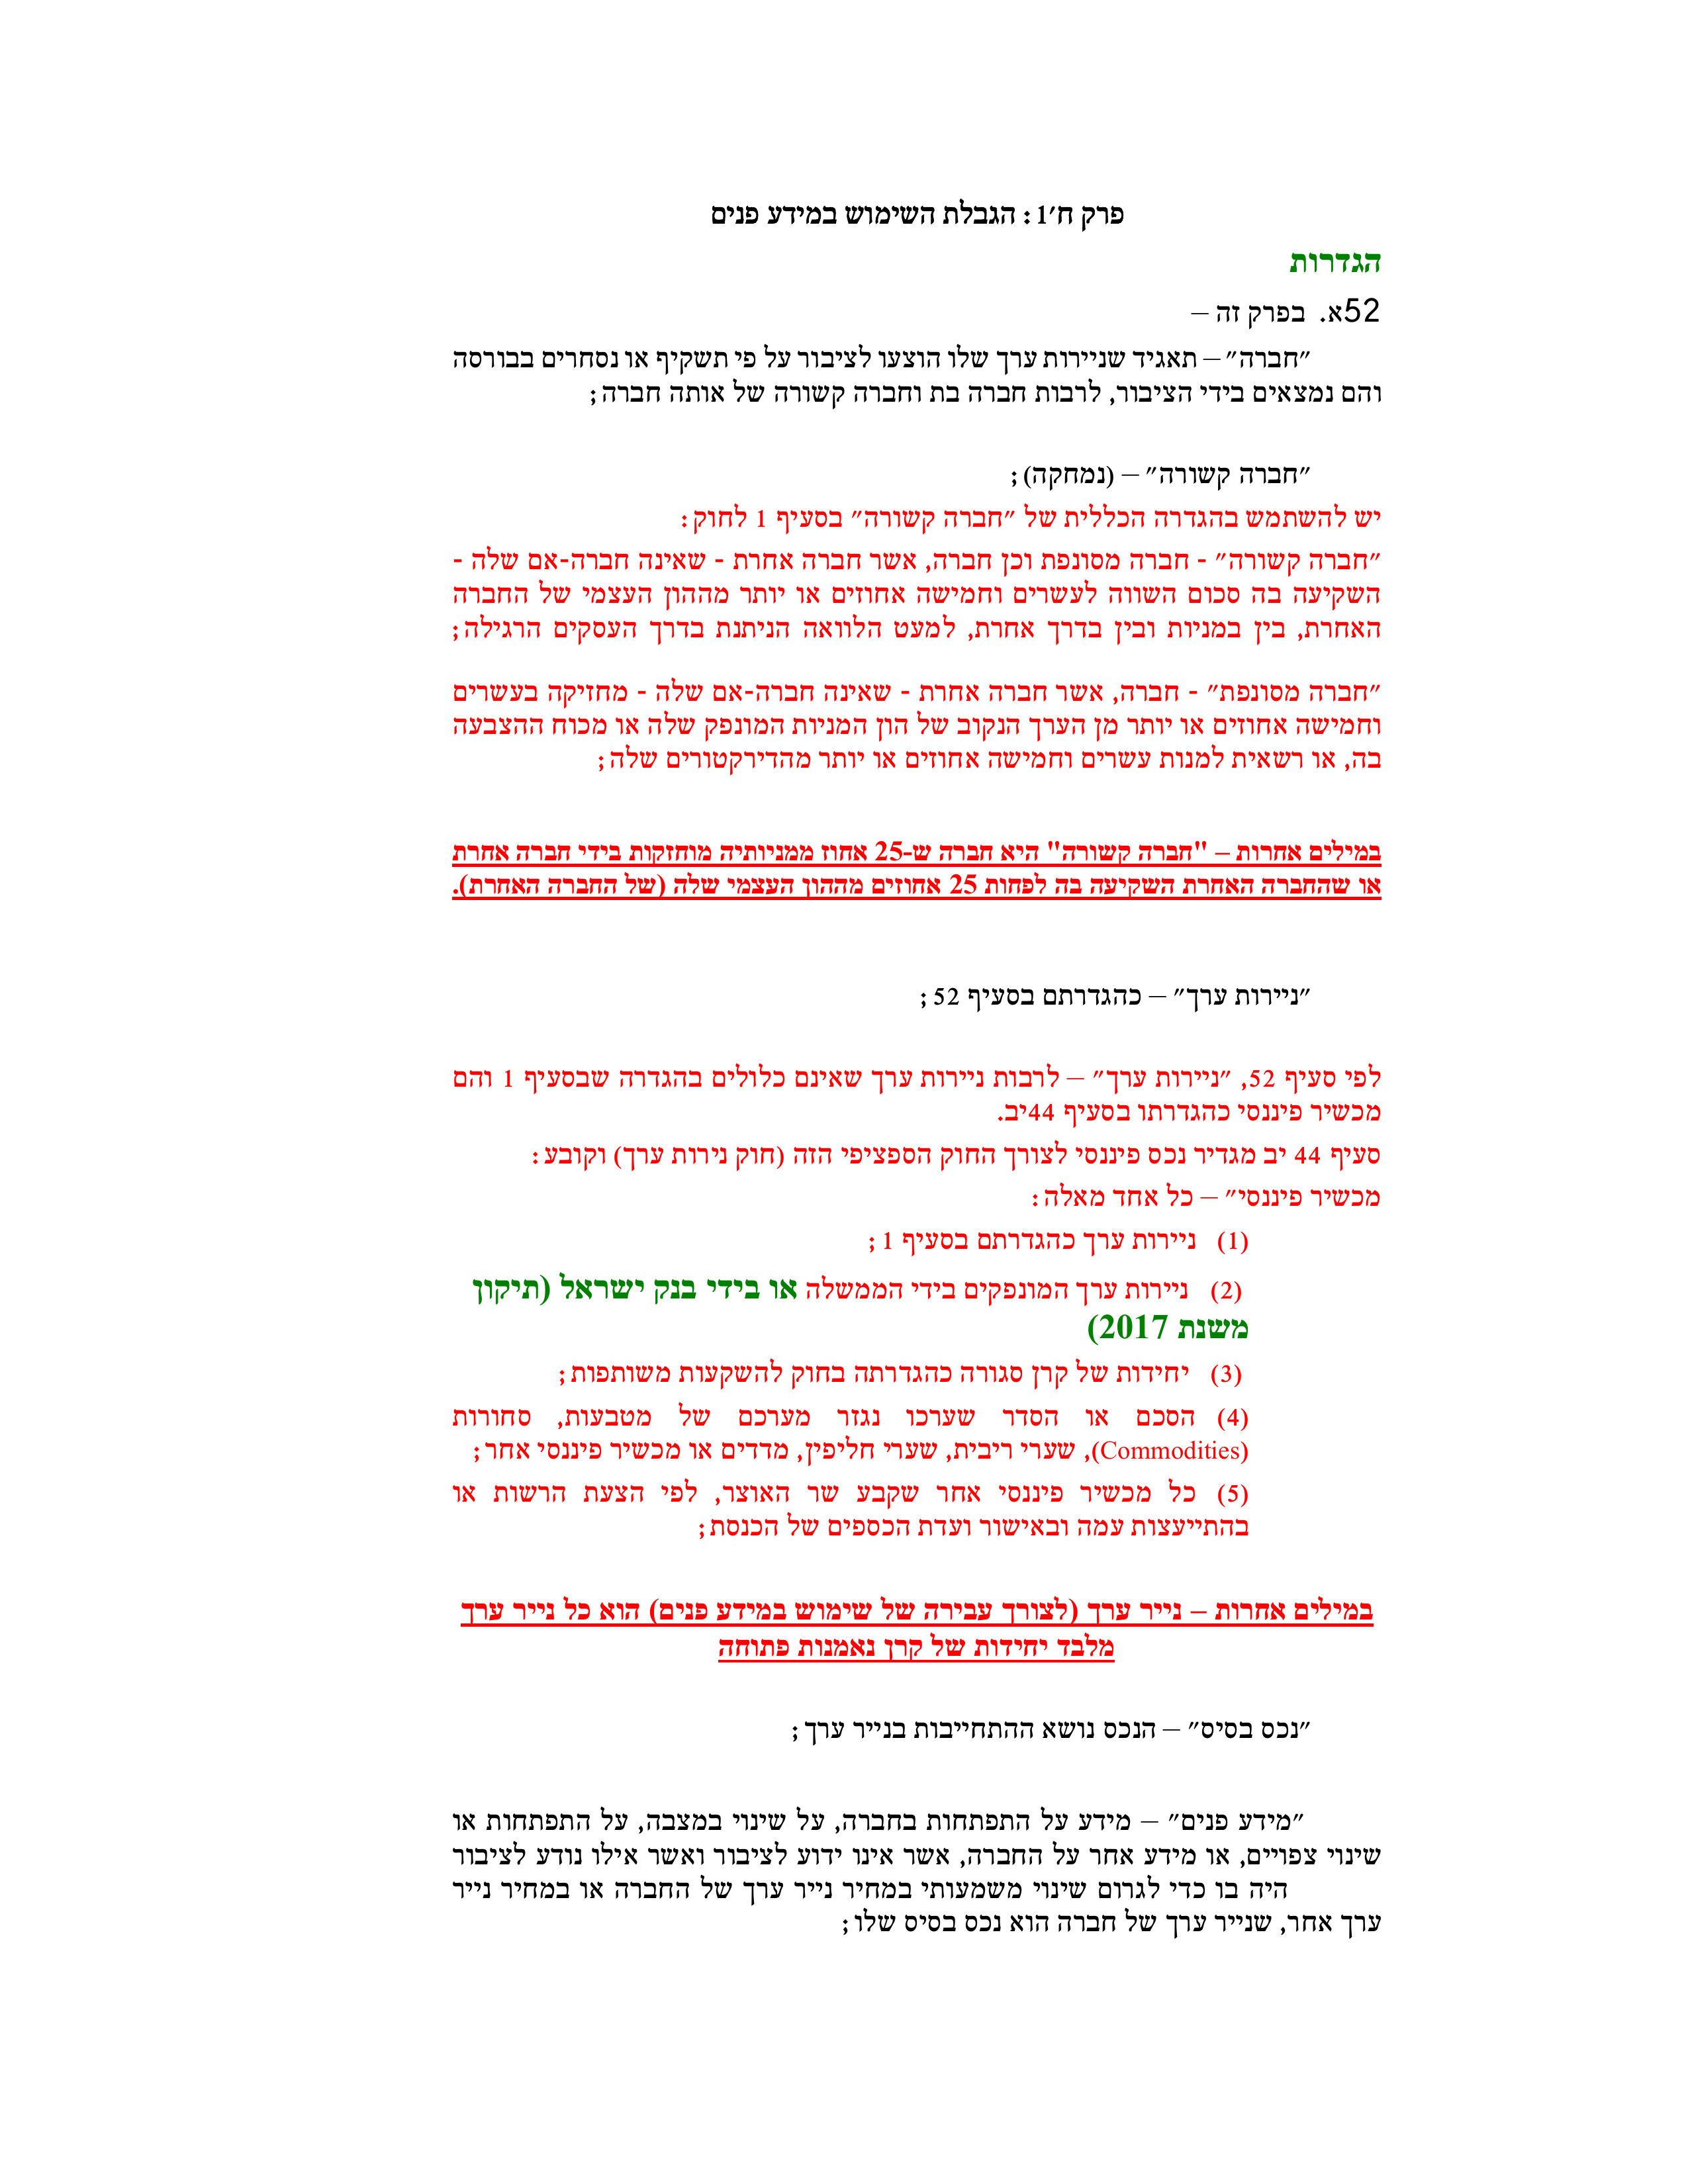 פרק ח'1: הגבלת השימוש במידע פנים
הגדרות
52א. בפרק זה –
"חברה" – תאגיד שניירות ערך שלו הוצעו לציבור על פי תשקיף או נסחרים בבורסה
והם נמצאים בידי הציבור, לרבות חברה בת וחברה קשורה של אותה חברה;
"חברה קשורה" – (נמחקה);
יש להשתמש בהגדרה הכללית של "חברה קשורה" בסעיף 1 לחוק:
"חברה קשורה" - חברה מסונפת וכן חברה, אשר חברה אחרת - שאינה חברה-אם שלה -
השקיעה בה סכום השווה לעשרים וחמישה אחוזים או יותר מההון העצמי של החברה
האחרת, בין במניות ובין בדרך אחרת, למעט הלוואה הניתנת בדרך העסקים הרגילה;
"חברה מסונפת" - חברה, אשר חברה אחרת - שאינה חברה-אם שלה - מחזיקה בעשרים
וחמישה אחוזים או יותר מן הערך הנקוב של הון המניות המונפק שלה או מכוח ההצבעה
בה, או רשאית למנות עשרים וחמישה אחוזים או יותר מהדירקטורים שלה;
במילים אחרות – "חברה קשורה" היא חברה ש-25 אחוז ממניותיה מוחזקות בידי חברה אחרת
או שהחברה האחרת השקיעה בה לפחות 25 אחוזים מההון העצמי שלה (של החברה האחרת).
"ניירות ערך" – כהגדרתם בסעיף 52;
לפי סעיף 52, "ניירות ערך" – לרבות ניירות ערך שאינם כלולים בהגדרה שבסעיף 1 והם
מכשיר פיננסי כהגדרתו בסעיף 44יב.
סעיף 44 יב מגדיר נכס פיננסי לצורך החוק הספציפי הזה (חוק נירות ערך) וקובע:
מכשיר פיננסי" – כל אחד מאלה:
(1) ניירות ערך כהגדרתם בסעיף 1;
(2) ניירות ערך המונפקים בידי הממשלה או בידי בנק ישראל (תיקון
משנת 2017)
(3) יחידות של קרן סגורה כהגדרתה בחוק להשקעות משותפות;
(4) הסכם או הסדר שערכו נגזר מערכם של מטבעות, סחורות
(Commodities), שערי ריבית, שערי חליפין, מדדים או מכשיר פיננסי אחר;
(5) כל מכשיר פיננסי אחר שקבע שר האוצר, לפי הצעת הרשות או
בהתייעצות עמה ובאישור ועדת הכספים של הכנסת;
במילים אחרות – נייר ערך (לצורך עבירה של שימוש במידע פנים) הוא כל נייר ערך
מלבד יחידות של קרן נאמנות פתוחה
"נכס בסיס" – הנכס נושא ההתחייבות בנייר ערך;
"מידע פנים" – מידע על התפתחות בחברה, על שינוי במצבה, על התפתחות או
שינוי צפויים, או מידע אחר על החברה, אשר אינו ידוע לציבור ואשר אילו נודע לציבור
היה בו כדי לגרום שינוי משמעותי במחיר נייר ערך של החברה או במחיר נייר
ערך אחר, שנייר ערך של חברה הוא נכס בסיס שלו;